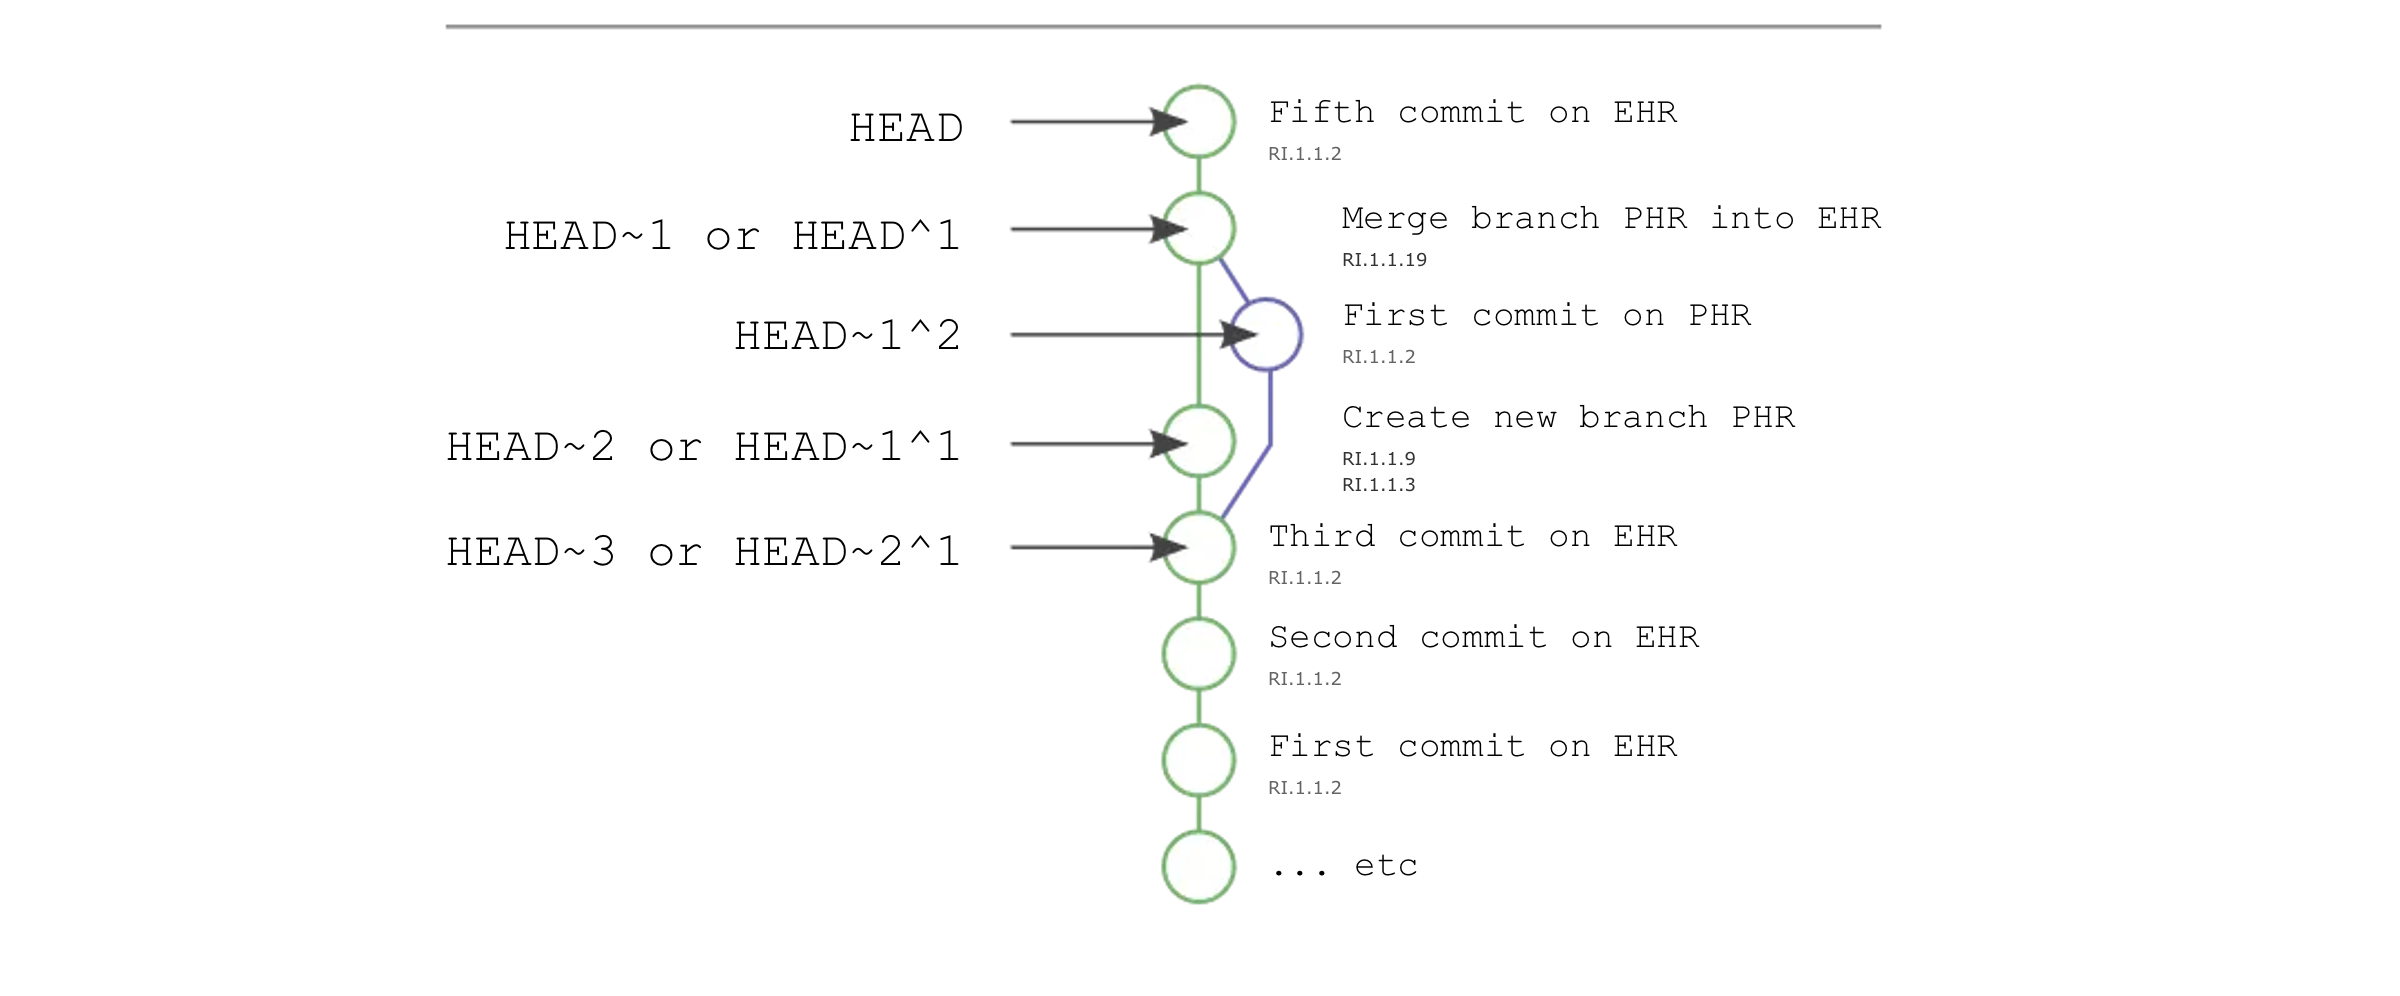 HEAD
Fifth commit on EHR
RI.1.1.2
HEAD~1 or HEAD^1
Merge branch PHR into EHR
RI.1.1.19
HEAD~1^2
First commit on PHR
RI.1.1.2
HEAD~2 or HEAD~1^1
Create new branch PHR
RI.1.1.9
RI.1.1.3
HEAD~3 or HEAD~2^1
Third commit on EHR
RI.1.1.2
Second commit on EHR
RI.1.1.2
First commit on EHR
RI.1.1.2
... etc